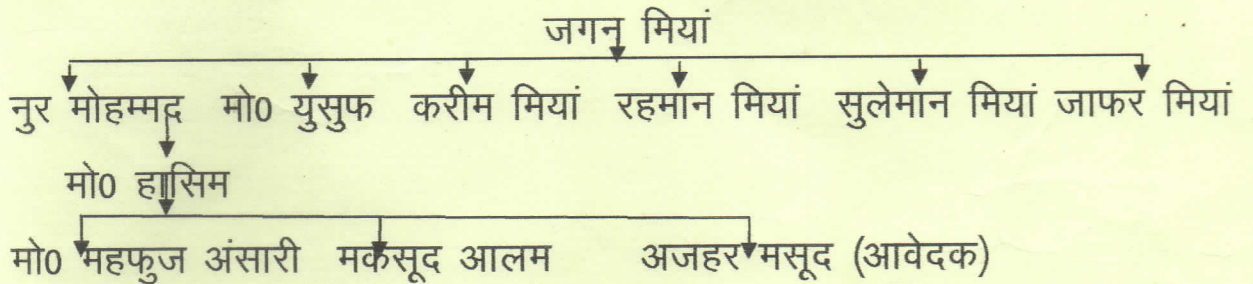 जगन मियां
नुर मोहम्मद मो0 युसुफ करीम मियां रहमान मियां सुलेमान मियां जाफर मियां
मो0 हासिम
मो0 महफुज अंसारी मकसूद आलम अजहर मसूद (आवेदक)